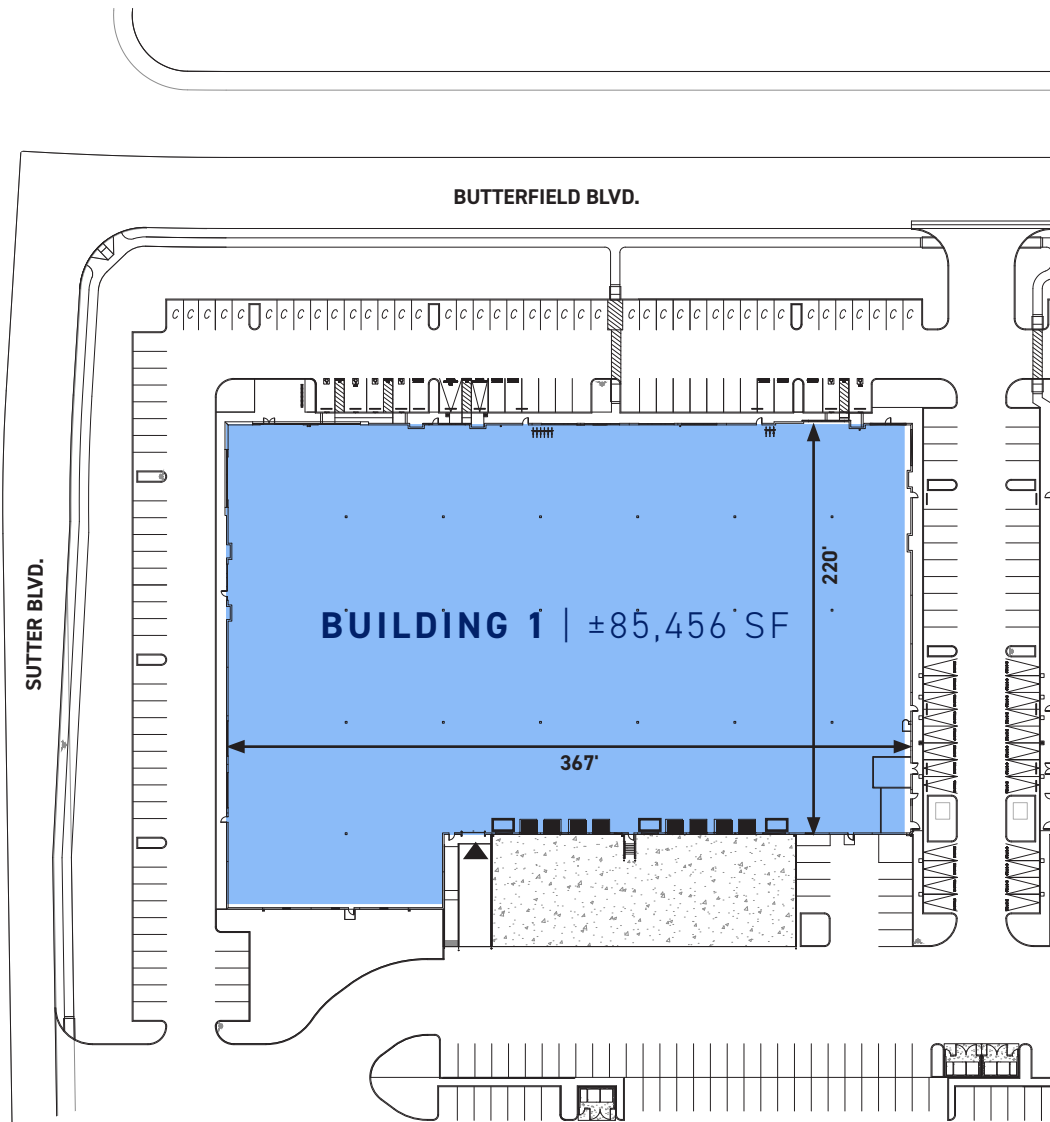 BUTTERFIELD BLVD.
C C C C C C C C C C C C C C C C C C C C C C C C C C C C C C C C C C C C C C C C C C C C
SUTTER BLVD.
220'
BUILDING 1 | ±85,456 SF
367'